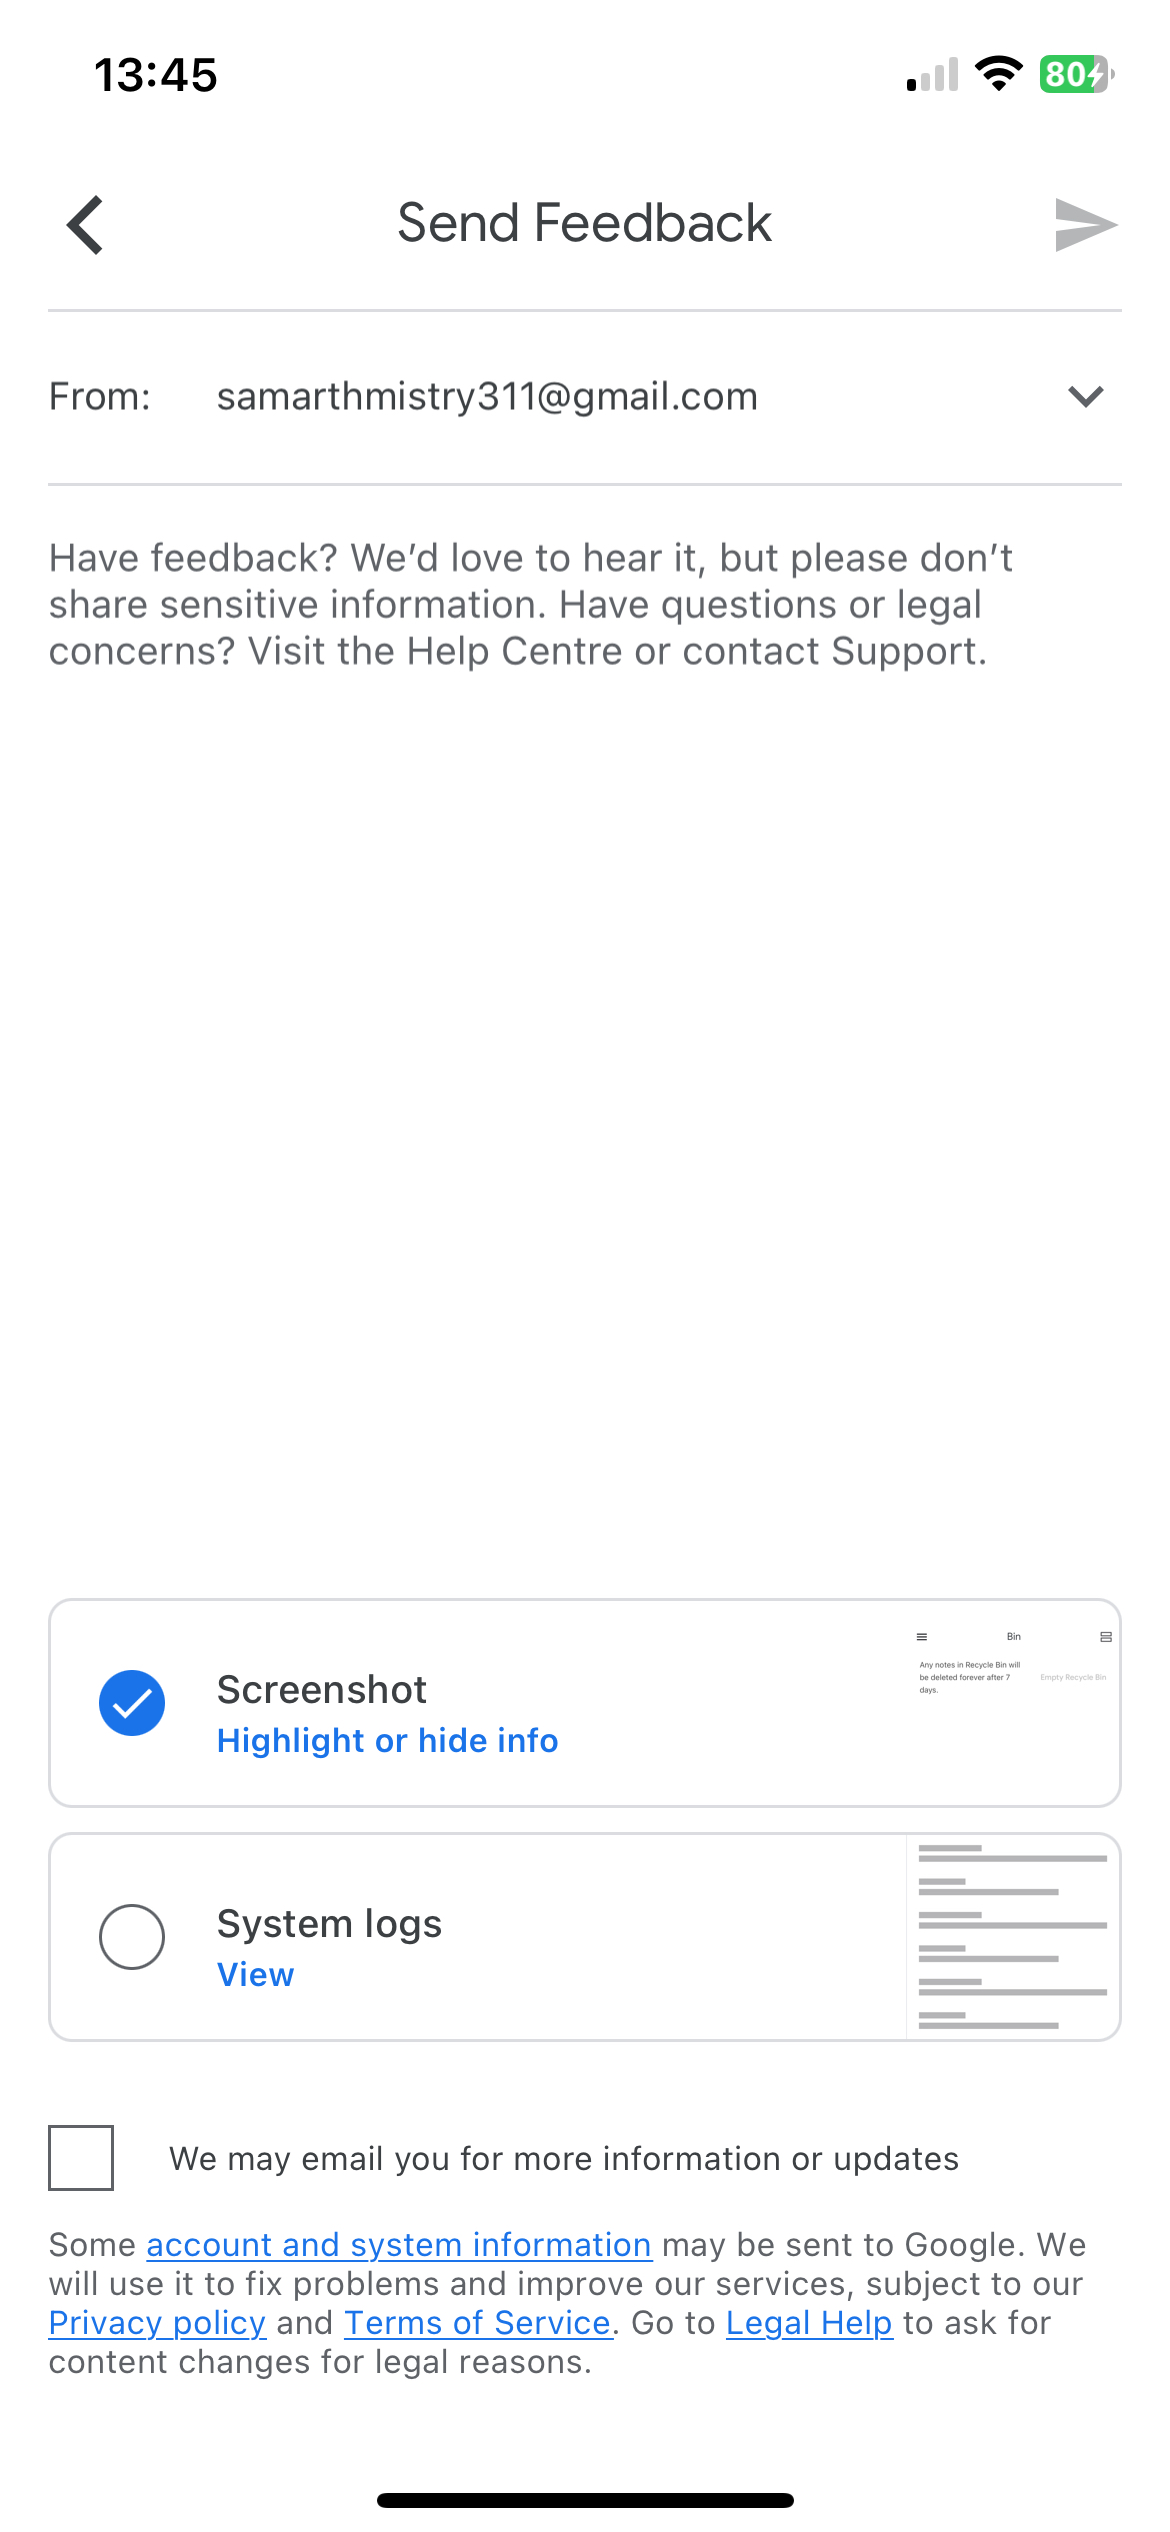 13:45
80
Send Feedback
From: samarthmistry311@gmail.com
Have feedback? We’d love to hear it, but please don’t
share sensitive information. Have questions or legal
concerns? Visit the Help Centre or contact Support.
Bin
Any notes in Recycle Bin will
be deleted forever after 7
days.
Empty Recycle Bin
Screenshot
Highlight or hide info
System logs
View
We may email you for more information or updates
Some account and system information may be sent to Google. We
will use it to fix problems and improve our services, subject to our
Privacy policy and Terms of Service. Go to Legal Help to ask for
content changes for legal reasons.